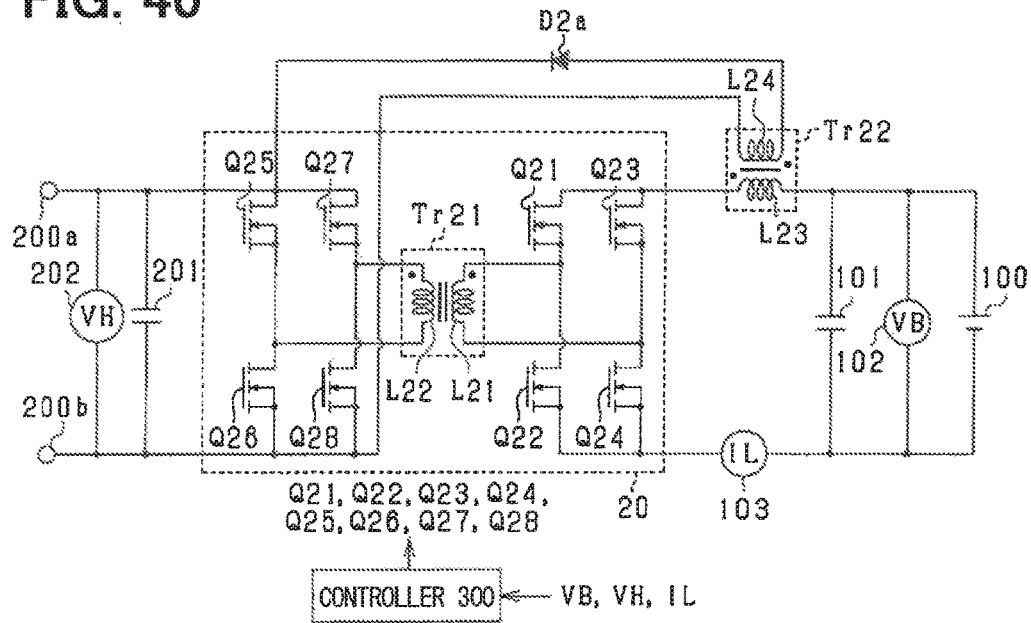 FIG. 40
D2a
L24
Tr22
Q25 Q27 Q21 Q23
200a
Tr21
L23
202 201 101 100
VH VB
102
L22 L21
200b
Q26 Q28 Q22 Q24
IL
Q21, Q22, Q23, Q24,
Q25, Q26, Q27, Q28
20 103
CONTROLLER 300 VB, VH, IL